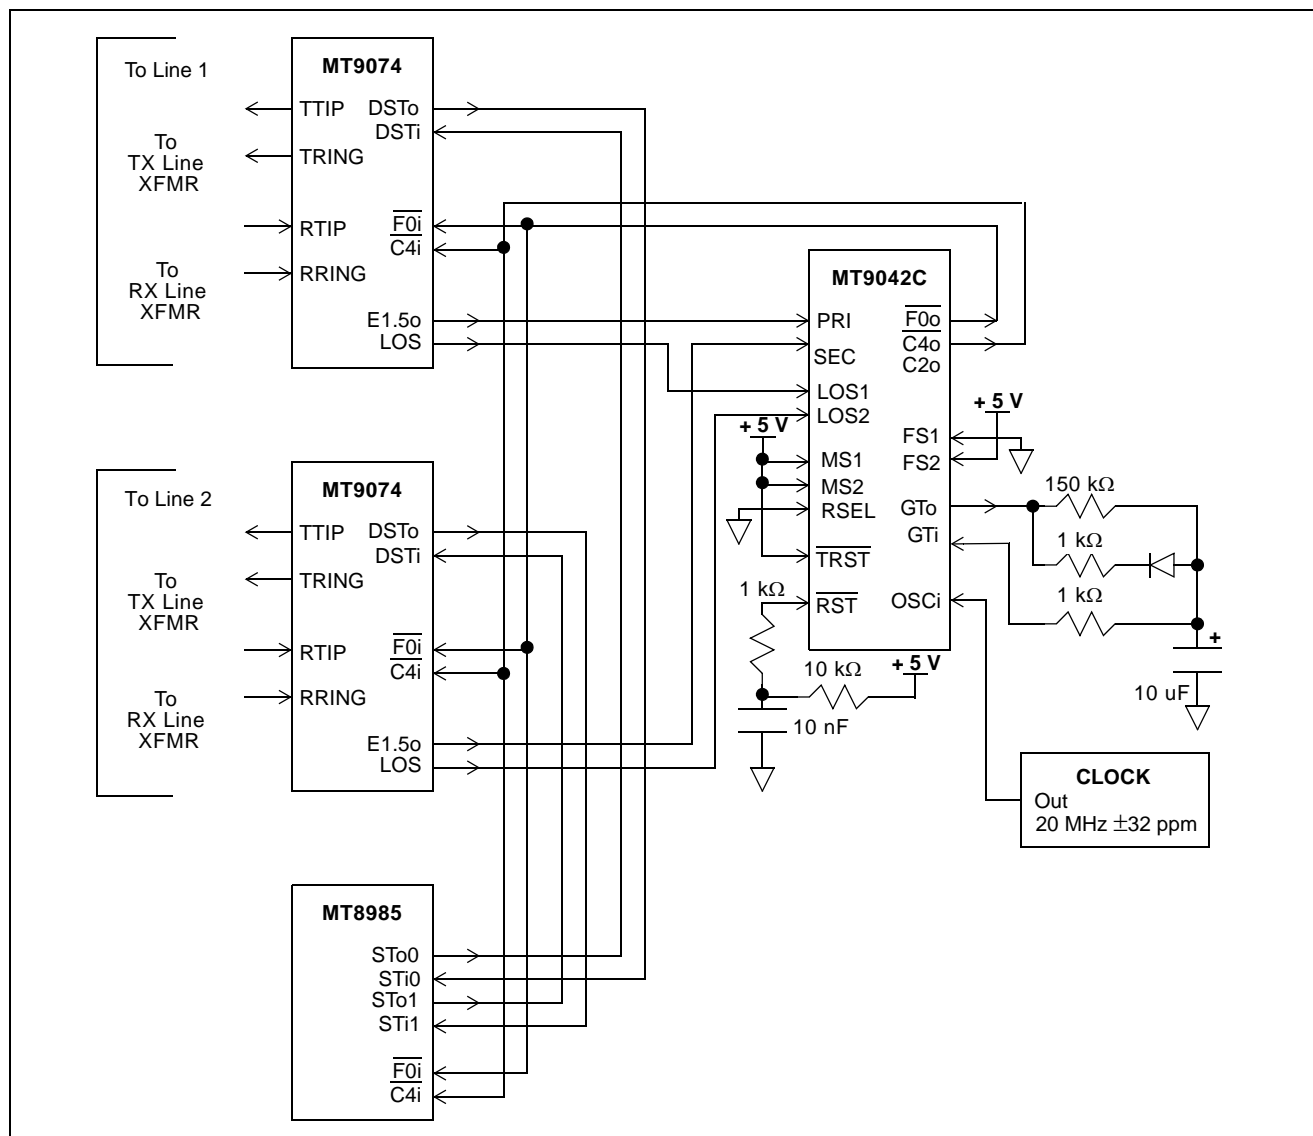 To Line 1
To
TX Line
XFMR
To
RX Line
XFMR
MT9074
TTIP
TRING
RTIP
RRING
DSTo
DSTi
F0i
C4i
E1.5o
LOS
MT9042C
PRI
SEC
LOS1
LOS2
MS1
MS2
RSEL
TRST
RST
F0o
C4o
C2o
FS1
FS2
GTo
GTi
OSCi
+ 5 V
+ 5 V
150 kΩ
1 kΩ
1 kΩ
+
10 uF
1 kΩ
10 kΩ
+ 5 V
10 nF
To Line 2
To
TX Line
XFMR
To
RX Line
XFMR
MT9074
TTIP
TRING
RTIP
RRING
DSTo
DSTi
F0i
C4i
E1.5o
LOS
CLOCK
Out
20 MHz ±32 ppm
MT8985
STo0
STi0
STo1
STi1
F0i
C4i